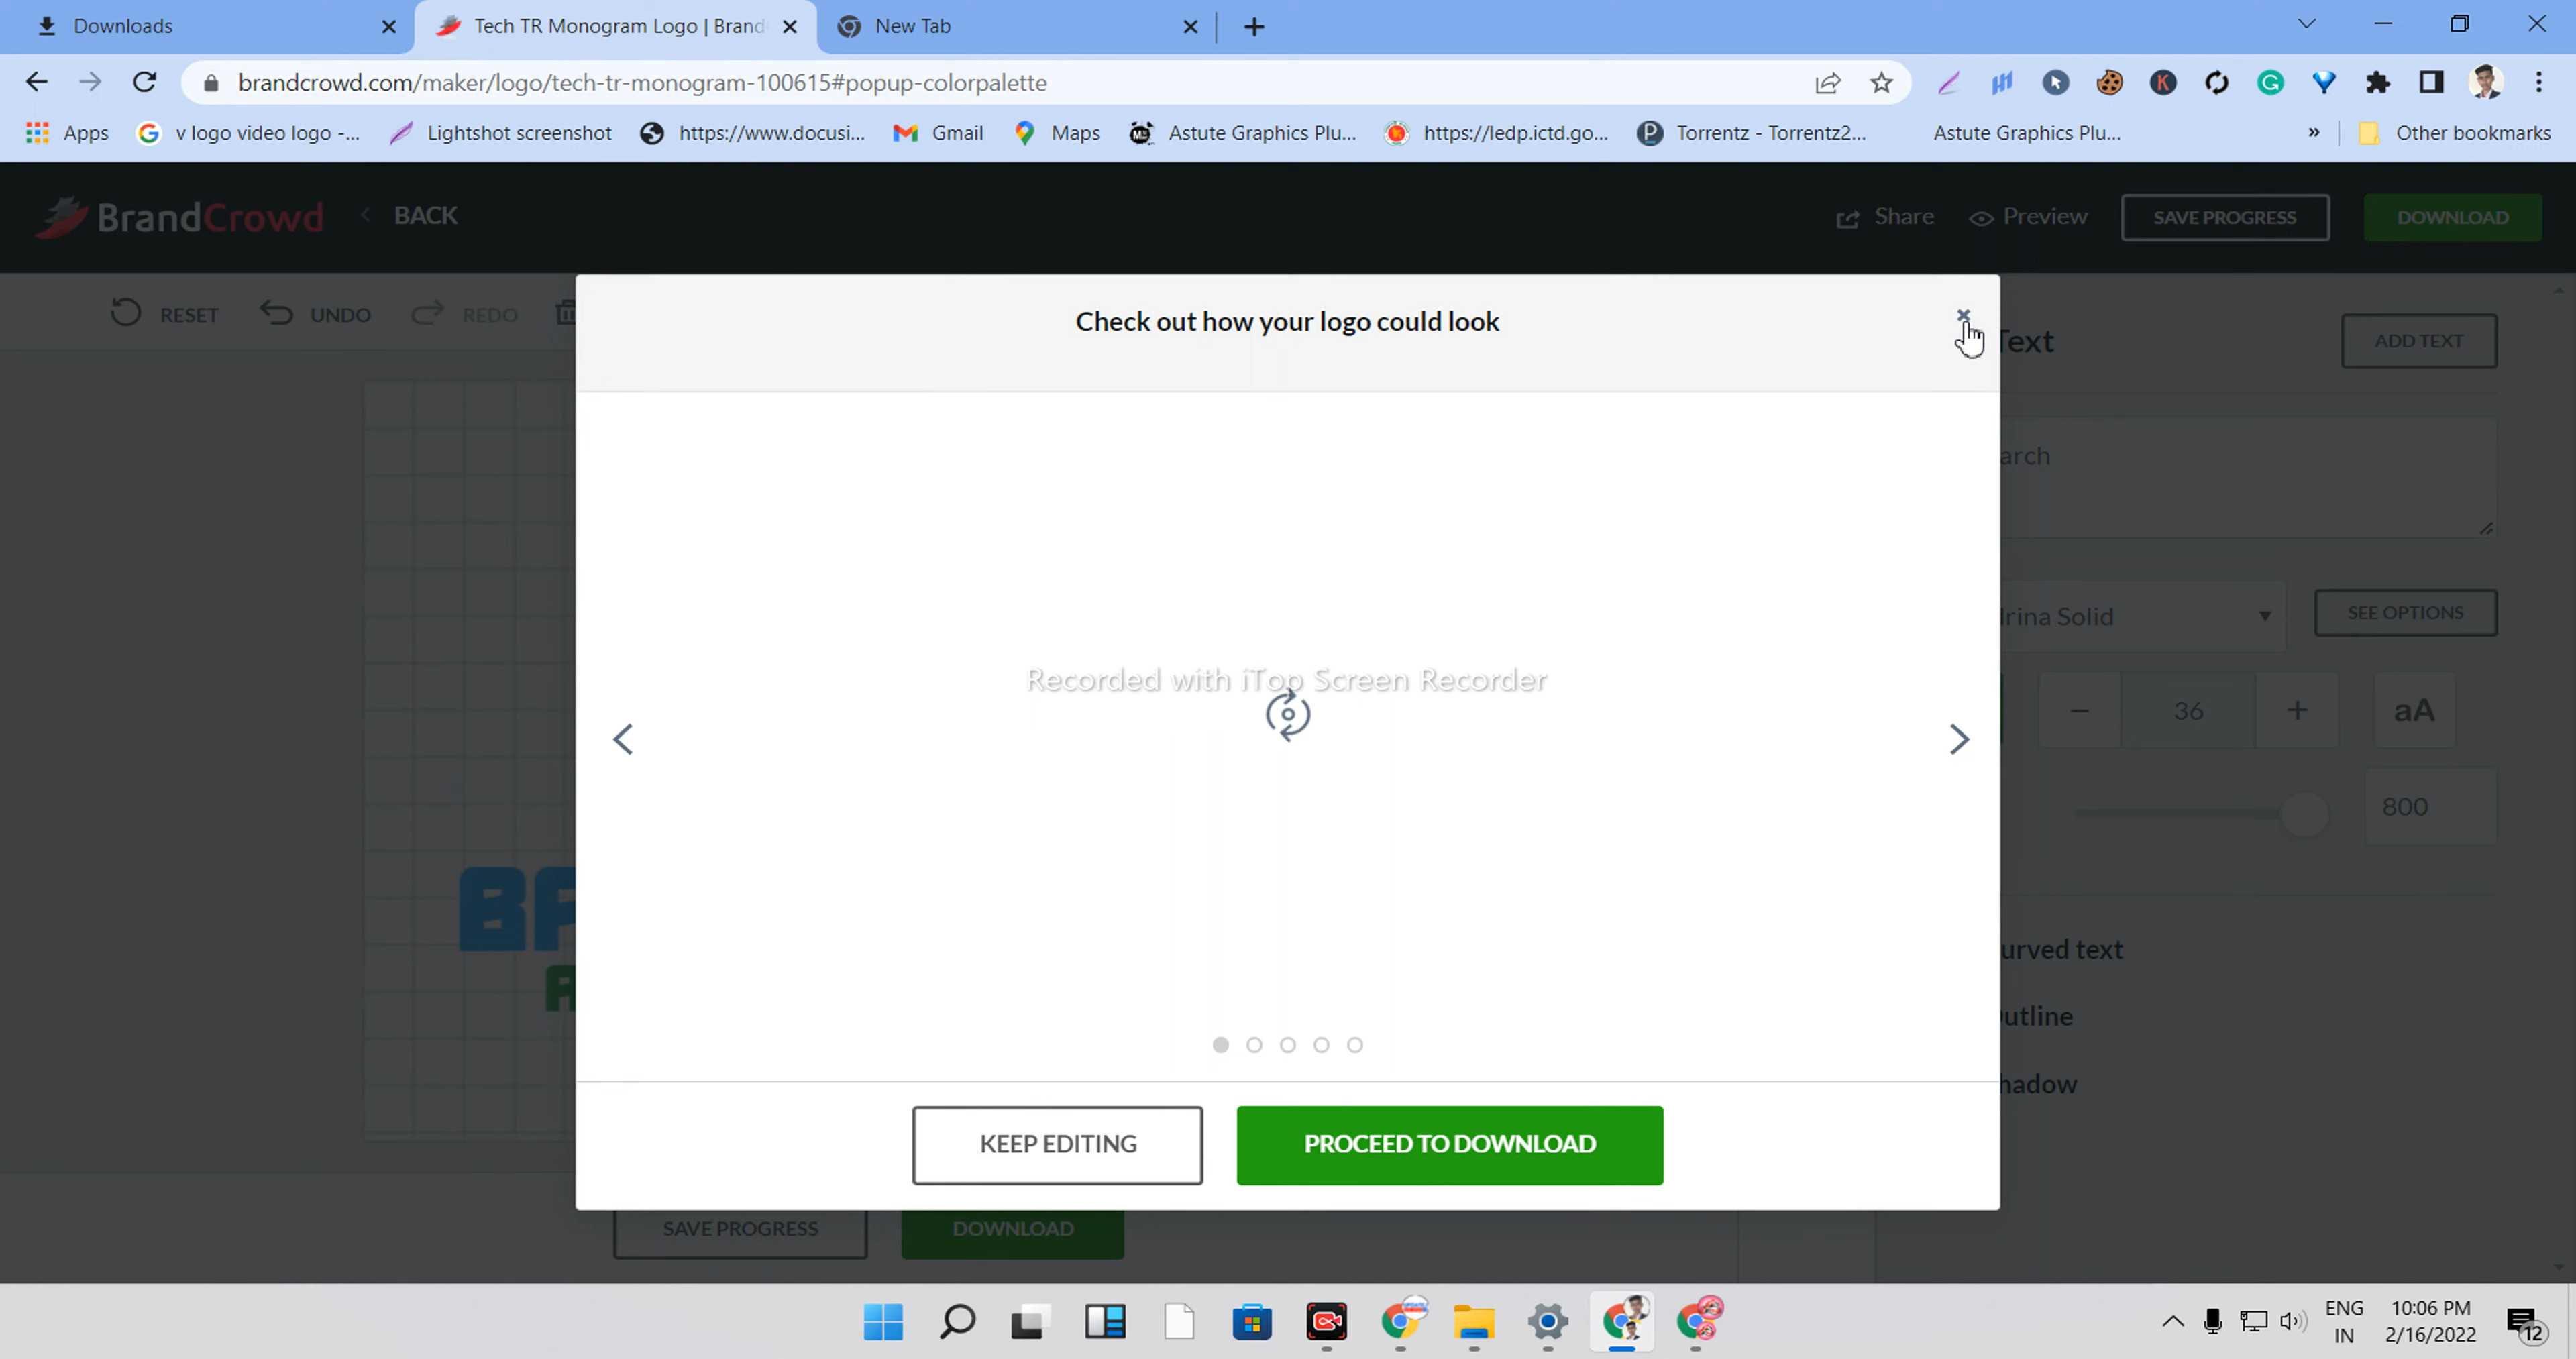 Downloads
Tech TR Monogram Logo | Brand
New Tab
brandcrowd.com/maker/logo/tech-tr-monogram-100615#popup-colorpalette
Apps
v logo video logo -...
Lightshot screenshot
https://www.docusi...
Gmail
Maps
Astute Graphics Plu...
https://ledp.ictd.go...
Torrentz - Torrentz2...
Astute Graphics Plu...
»
Other bookmarks
BrandCrowd
BACK
Share
Preview
SAVE PROGRESS
DOWNLOAD
RESET
UNDO
REDO
Check out how your logo could look
Text
ADD TEXT
arch
rina Solid
SEE OPTIONS
Recorded with iTop Screen Recorder
36
aA
800
BF
A
urved text
utline
hadow
KEEP EDITING
PROCEED TO DOWNLOAD
SAVE PROGRESS
DOWNLOAD
ENG
IN
10:06 PM
2/16/2022
12